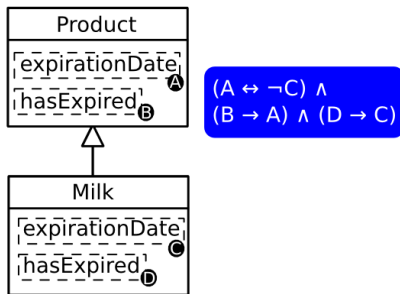 Product
expirationDate
A
hasExpired
B
(A ↔ ¬C) ∧
(B → A) ∧ (D → C)
Milk
expirationDate
C
hasExpired
D